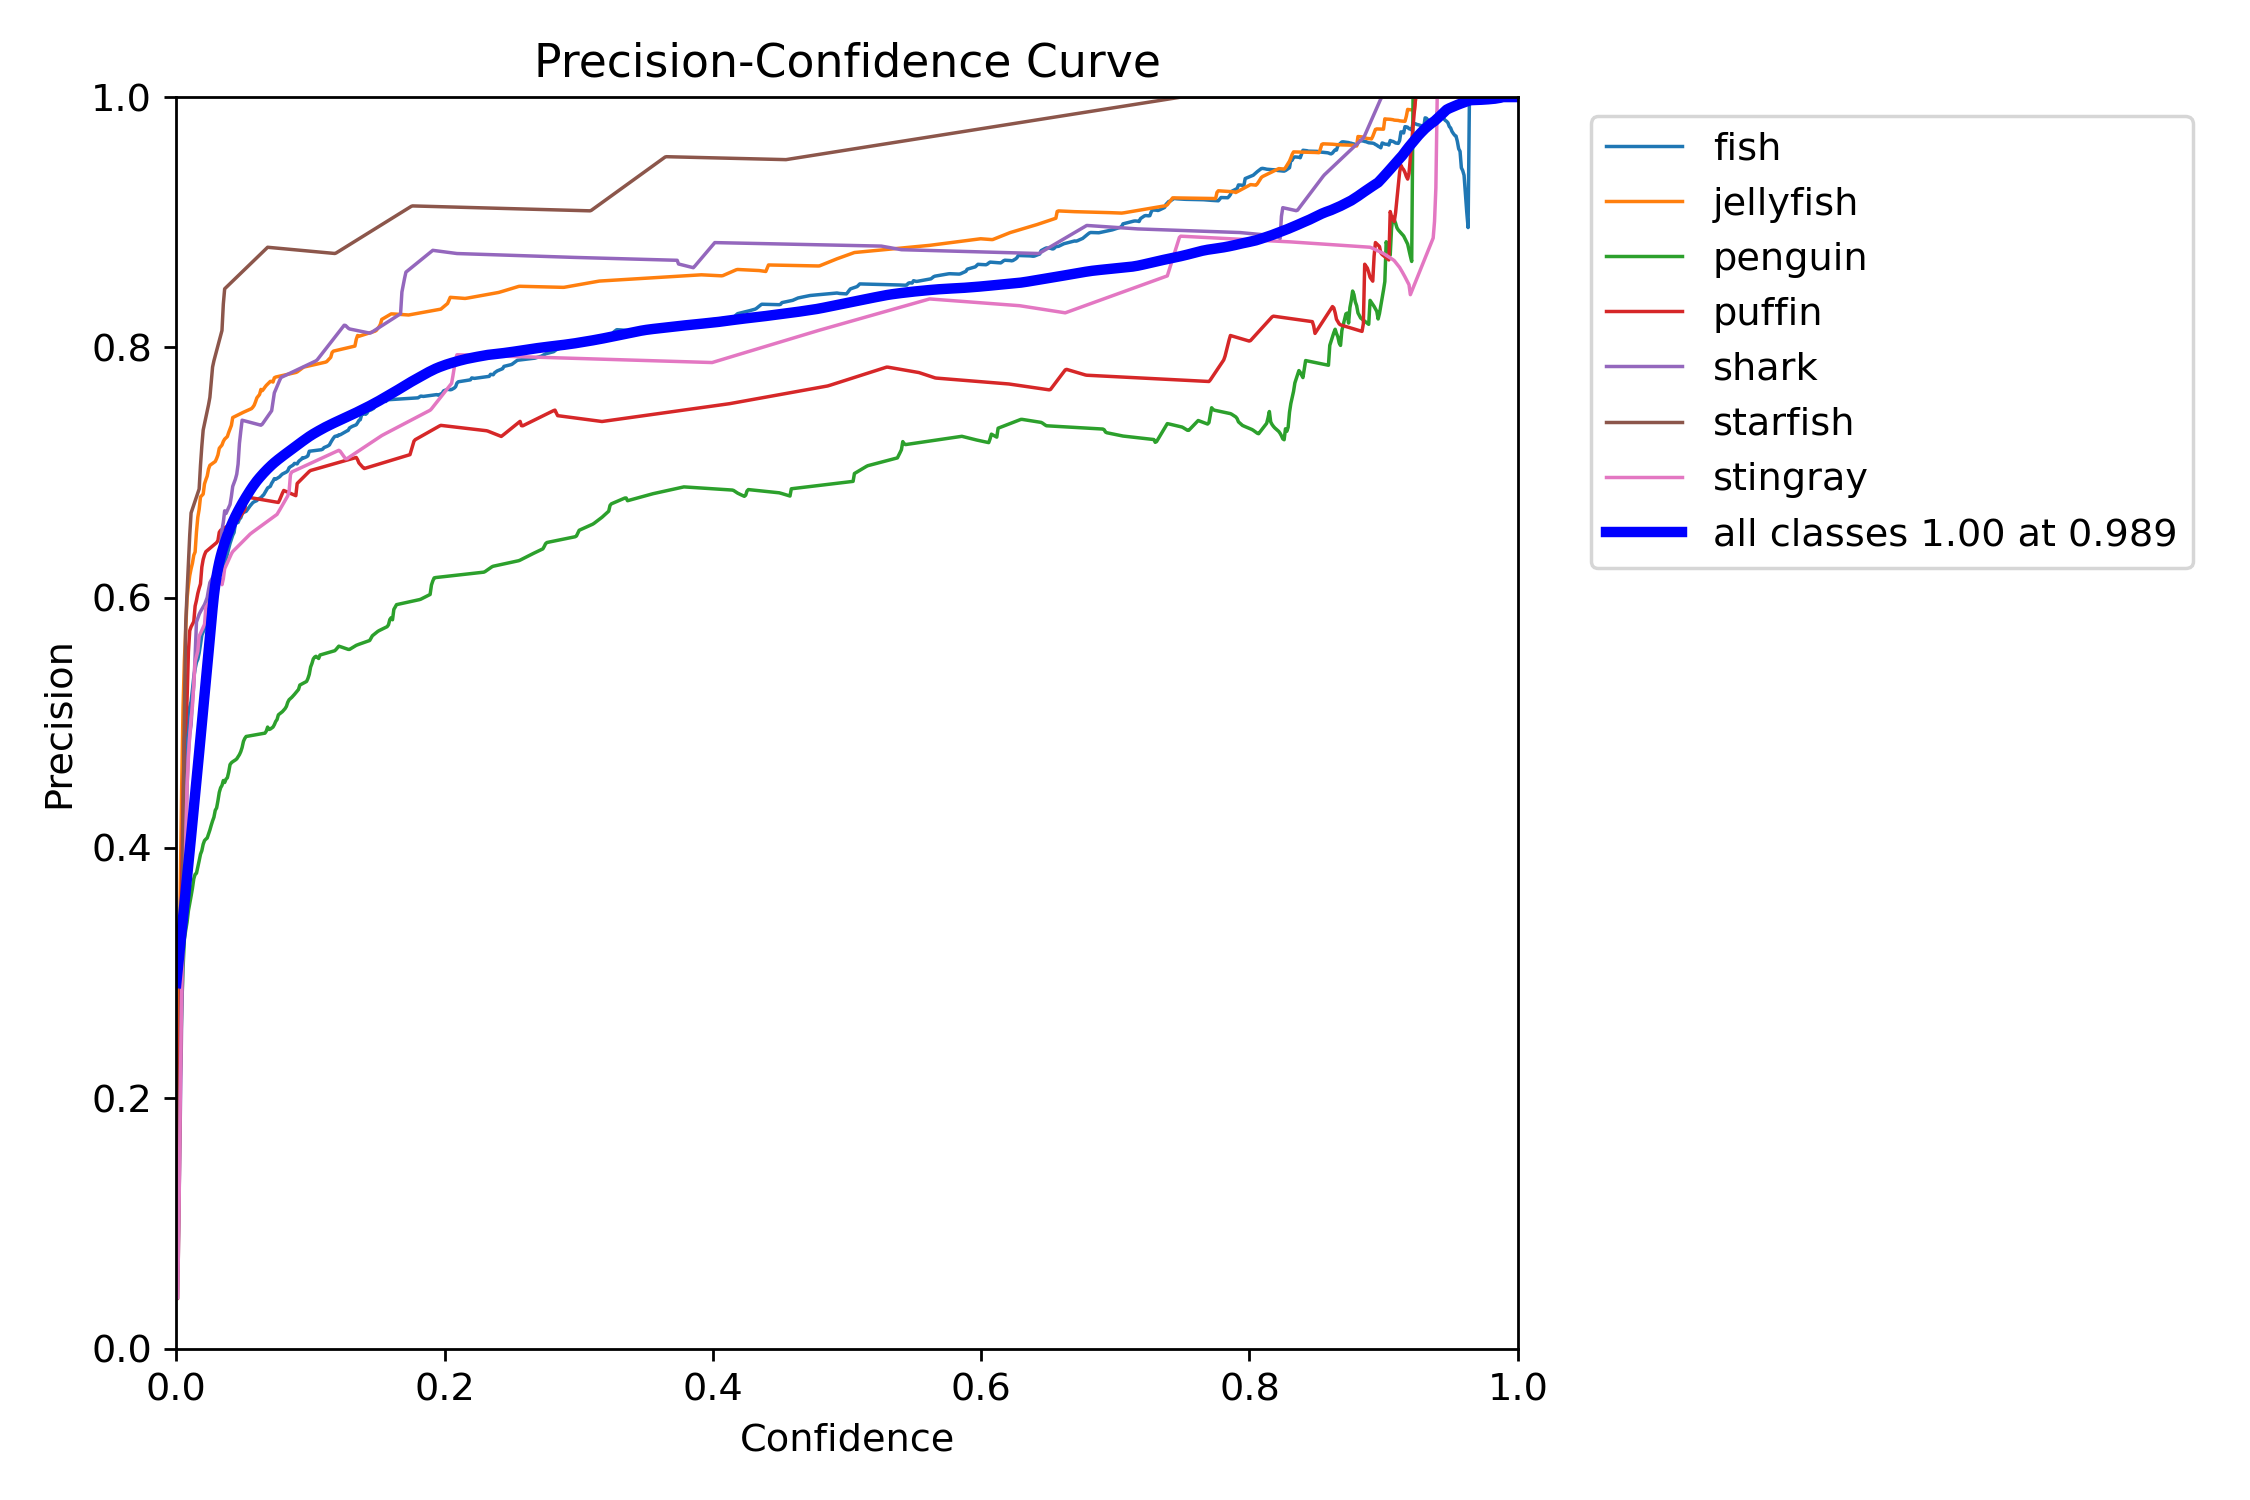 Precision-Confidence Curve
1.0
0.8
0.6
0.4
0.2
0.0
Precision
0.0 0.2 0.4 0.6 0.8 1.0
Confidence
fish
jellyfish
penguin
puffin
shark
starfish
stingray
all classes 1.00 at 0.989